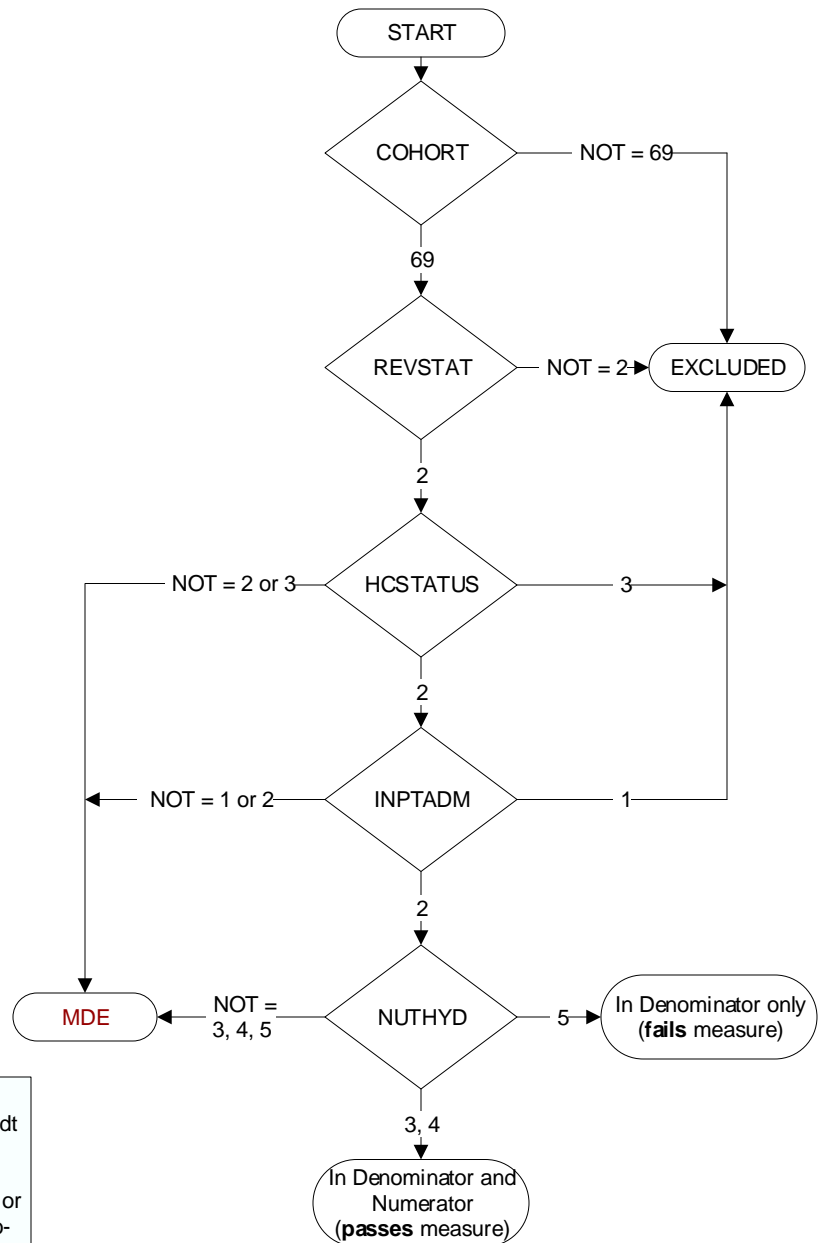 START
COHORT
NOT = 69
69
REVSTAT
NOT = 2
EXCLUDED
2
NOT = 2 or 3
HCSTATUS
3
2
NOT = 1 or 2
INPTADM
1
2
MDE
NOT =
3, 4, 5
NUTHYD
5
In Denominator only
(fails measure)
3, 4
In Denominator and
Numerator
(passes measure)
dt
or
o-